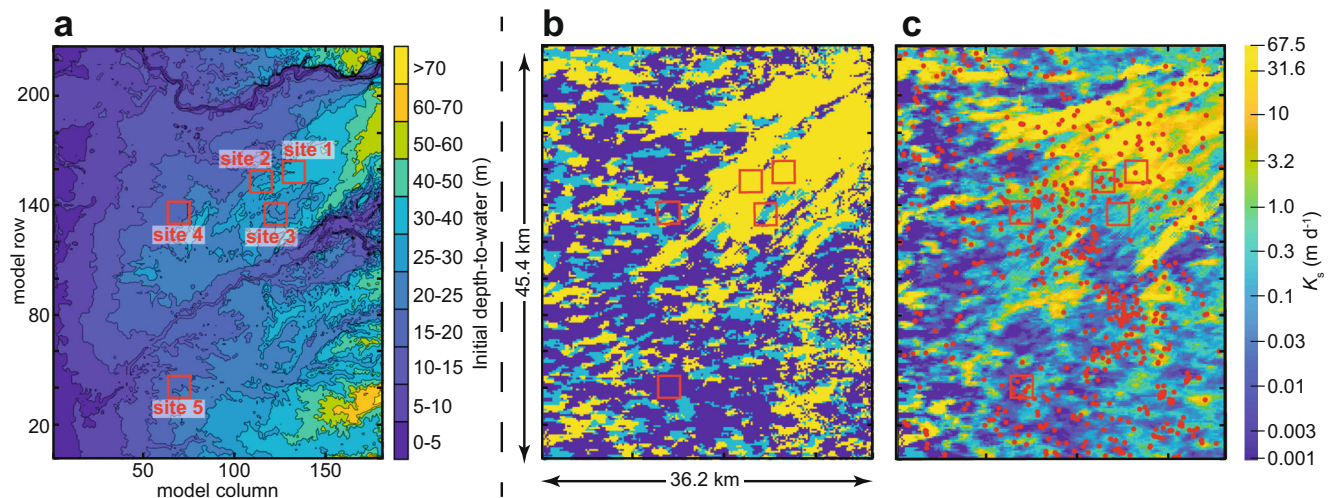 a
b
c
model row
200
140
80
20
50
100
150
model column
site 1
site 2
site 3
site 4
site 5
>70
60-70
50-60
40-50
30-40
25-30
20-25
15-20
10-15
5-10
0-5
Initial depth-to-water (m)
45.4 km
36.2 km
67.5
31.6
10
3.2
1.0
0.3
0.1
0.03
0.01
0.003
0.001
Ks (m d⁻¹)